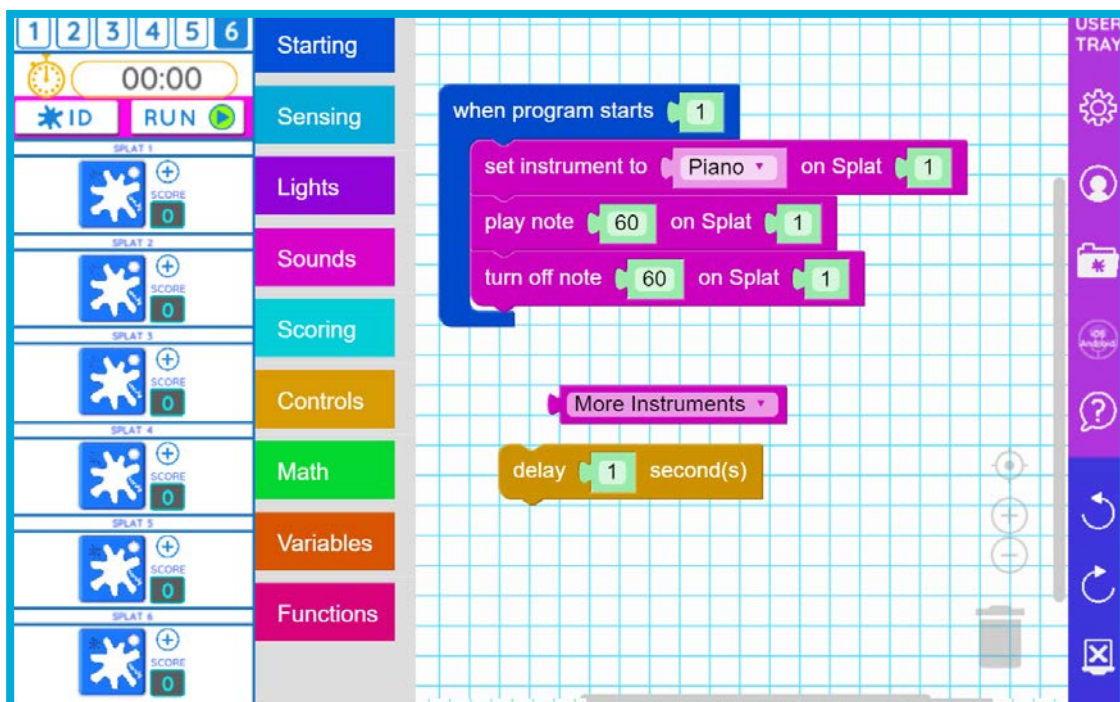 1 2 3 4 5 6
00:00
ID RUN
SPLAT 1
SCORE
0
SPLAT 2
SCORE
0
SPLAT 3
SCORE
0
SPLAT 4
SCORE
0
SPLAT 5
SCORE
0
SPLAT 6
SCORE
0
Starting
Sensing
Lights
Sounds
Scoring
Controls
Math
Variables
Functions
when program starts 1
set instrument to Piano on Splat 1
play note 60 on Splat 1
turn off note 60 on Splat 1
More Instruments
delay 1 second(s)
USER
TRAY
iOS
Android
?